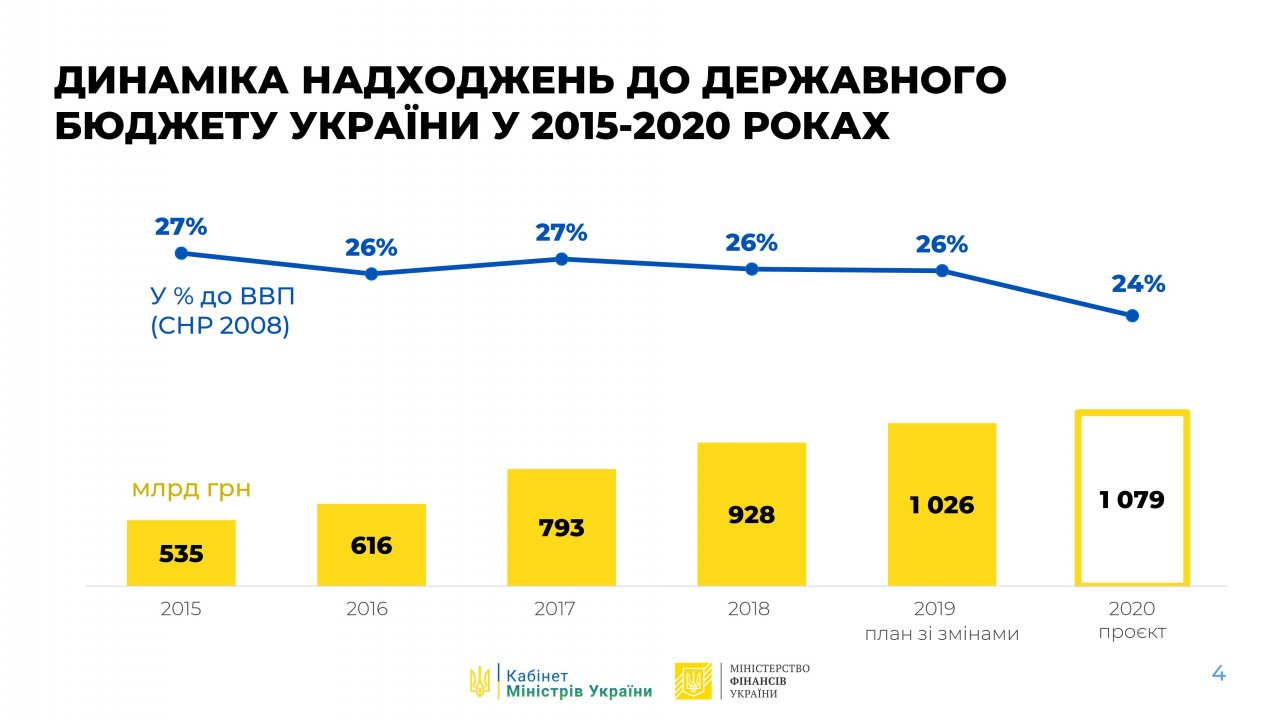 ДИНАМІКА НАДХОДЖЕНЬ ДО ДЕРЖАВНОГО
БЮДЖЕТУ УКРАЇНИ У 2015-2020 РОКАХ
27%
26%
27%
26%
26%
24%
У % до ВВП
(СНР 2008)
млрд грн
535
616
793
928
1 026
1 079
2015
2016
2017
2018
2019
план зі змінами
2020
проєкт
Кабінет
Міністрів України
МІНІСТЕРСТВО
ФІНАНСІВ
УКРАЇНИ
4